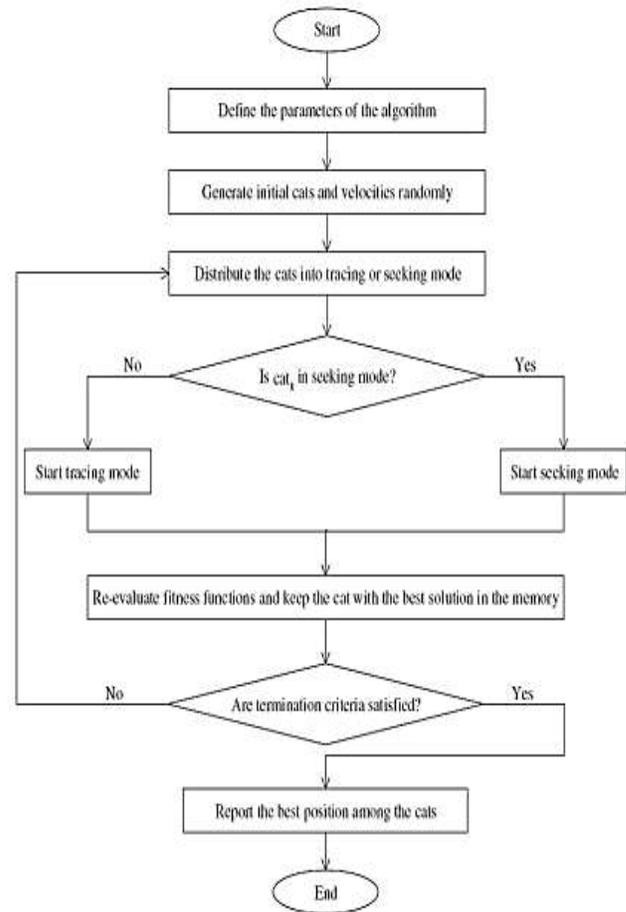 Start
Define the parameters of the algorithm
Generate initial cats and velocities randomly
Distribute the cats into tracing or seeking mode
No
Is catₖ in seeking mode?
Yes
Start tracing mode
Start seeking mode
Re-evaluate fitness functions and keep the cat with the best solution in the memory
No
Are termination criteria satisfied?
Yes
Report the best position among the cats
End